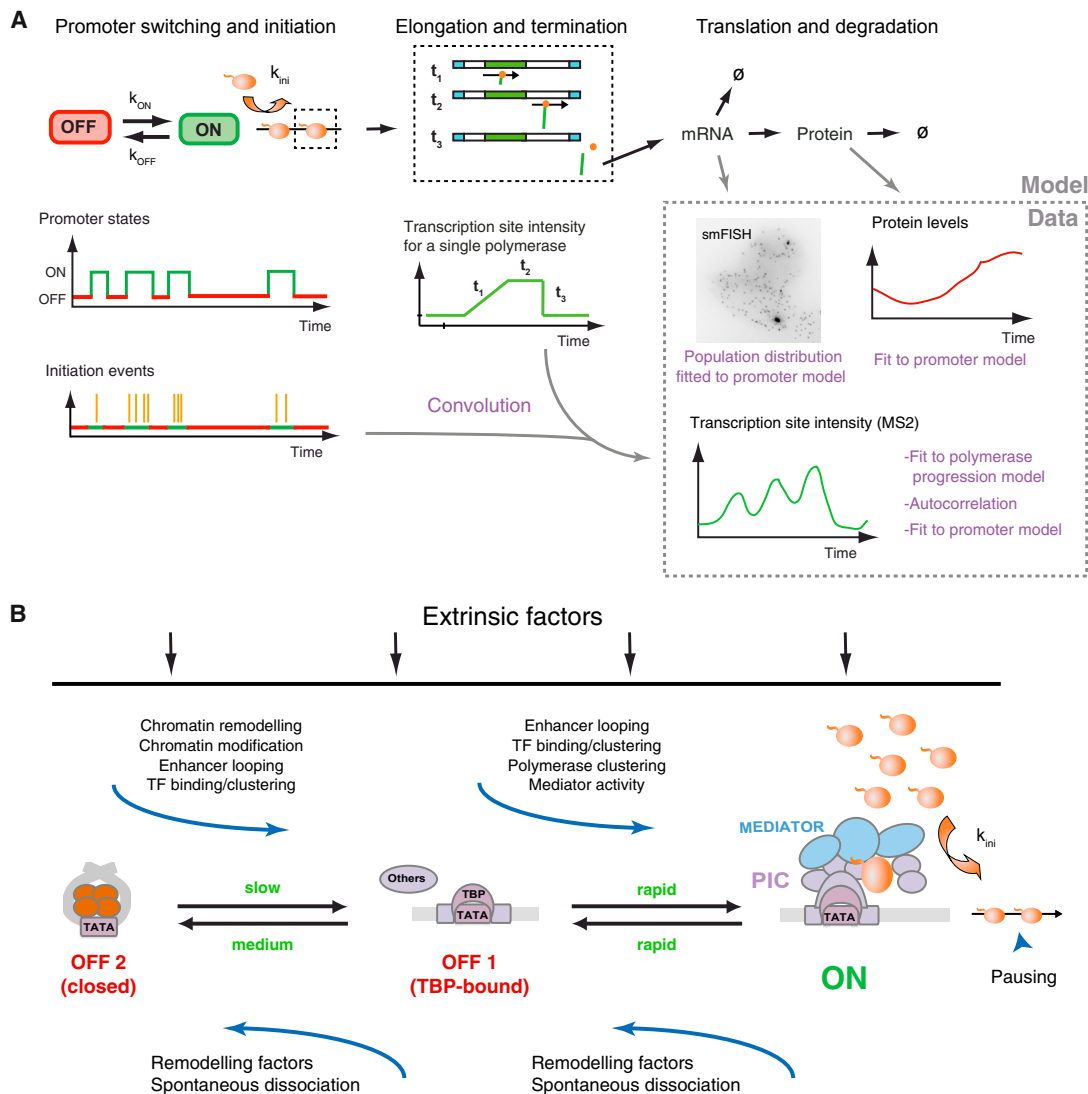 A
Promoter switching and initiation
Elongation and termination
Translation and degradation
OFF
kON
kOFF
ON
kini
t1
t2
t3
mRNA
ø
Protein
ø
Model
Data
Promoter states
ON
OFF
Time
Transcription site intensity
for a single polymerase
t1
t2
t3
Time
smFISH
Population distribution
fitted to promoter model
Protein levels
Time
Fit to promoter model
Initiation events
Time
Convolution
Transcription site intensity (MS2)
Time
-Fit to polymerase
progression model
-Autocorrelation
-Fit to promoter model
B
Extrinsic factors
Chromatin remodelling
Chromatin modification
Enhancer looping
TF binding/clustering
Enhancer looping
TF binding/clustering
Polymerase clustering
Mediator activity
MEDIATOR
PIC
TATA
kini
Pausing
ON
TATA
OFF 2
(closed)
slow
medium
Others
TBP
TATA
OFF 1
(TBP-bound)
rapid
rapid
Remodelling factors
Spontaneous dissociation
Remodelling factors
Spontaneous dissociation